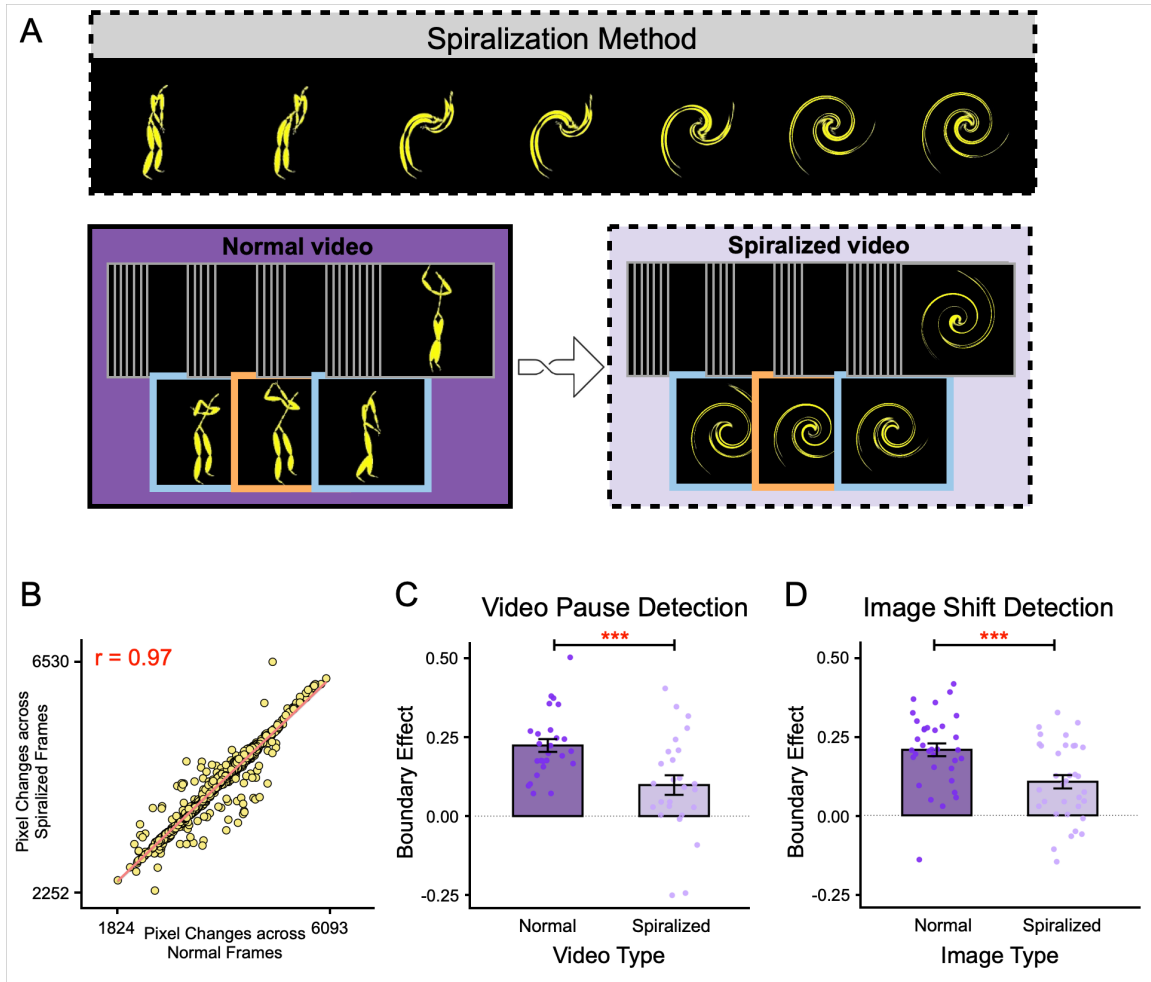 A
Spiralization Method
Normal video
Spiralized video
B
r = 0.97
6530
Pixel Changes across
Spiralized Frames
2252
1824
6093
Pixel Changes across
Normal Frames
C
Video Pause Detection
***
0.50
0.25
0.00
-0.25
Boundary Effect
Normal
Spiralized
Video Type
D
Image Shift Detection
***
0.50
0.25
0.00
-0.25
Boundary Effect
Normal
Spiralized
Image Type